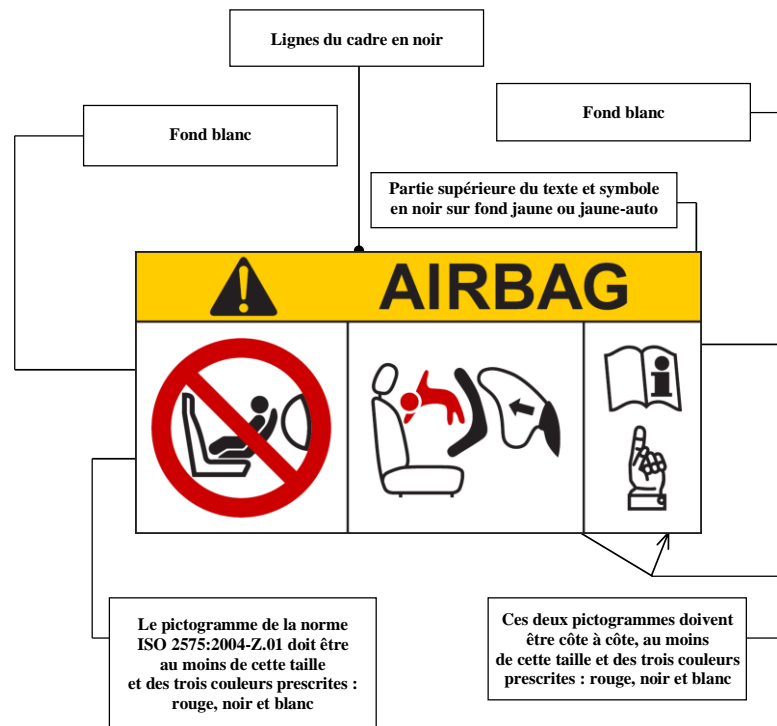 Lignes du cadre en noir
Fond blanc
Fond blanc
Partie supérieure du texte et symbole
en noir sur fond jaune ou jaune-auto
AIRBAG
Le pictogramme de la norme
ISO 2575:2004-Z.01 doit être
au moins de cette taille
et des trois couleurs prescrites :
rouge, noir et blanc
Ces deux pictogrammes doivent
être côte à côte, au moins
de cette taille et des trois couleurs
prescrites : rouge, noir et blanc